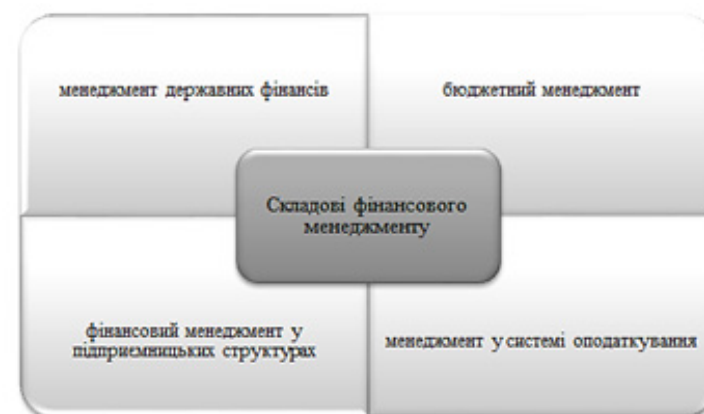 менеджмент державних фінансів
бюджетний менеджмент
Складові фінансового
менеджменту
фінансовий менеджмент у
підприємницьких структурах
менеджмент у системі оподаткування